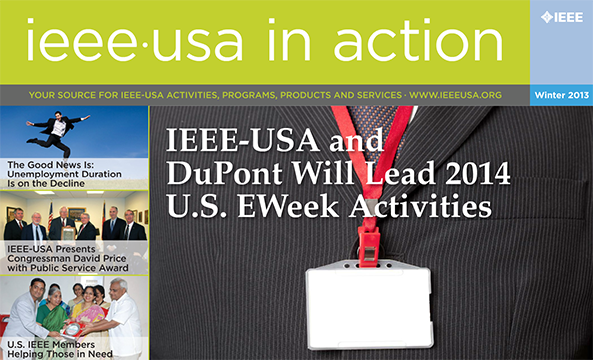 ieee·usa in action
IEEE
YOUR SOURCE FOR IEEE-USA ACTIVITIES, PROGRAMS, PRODUCTS AND SERVICES · WWW.IEEEUSA.ORG
Winter 2013
The Good News Is:
Unemployment Duration
Is on the Decline
IEEE-USA Presents
Congressman David Price
with Public Service Award
U.S. IEEE Members
Helping Those in Need
IEEE-USA and
DuPont Will Lead 2014
U.S. EWeek Activities